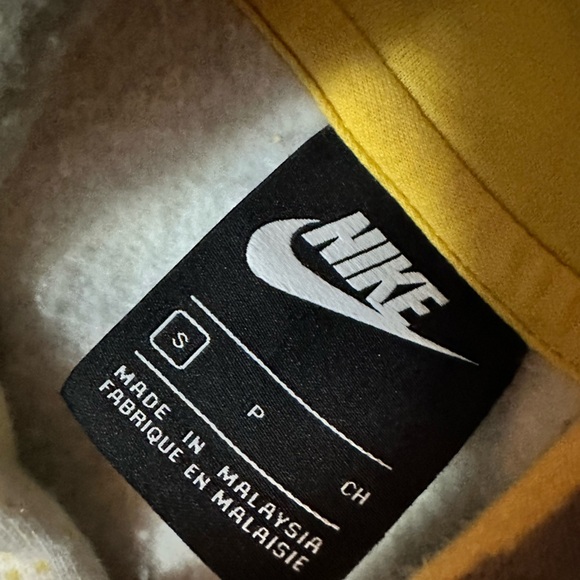 NIKE
S P CH
MADE IN MALAYSIA
FABRIQUE EN MALAISIE